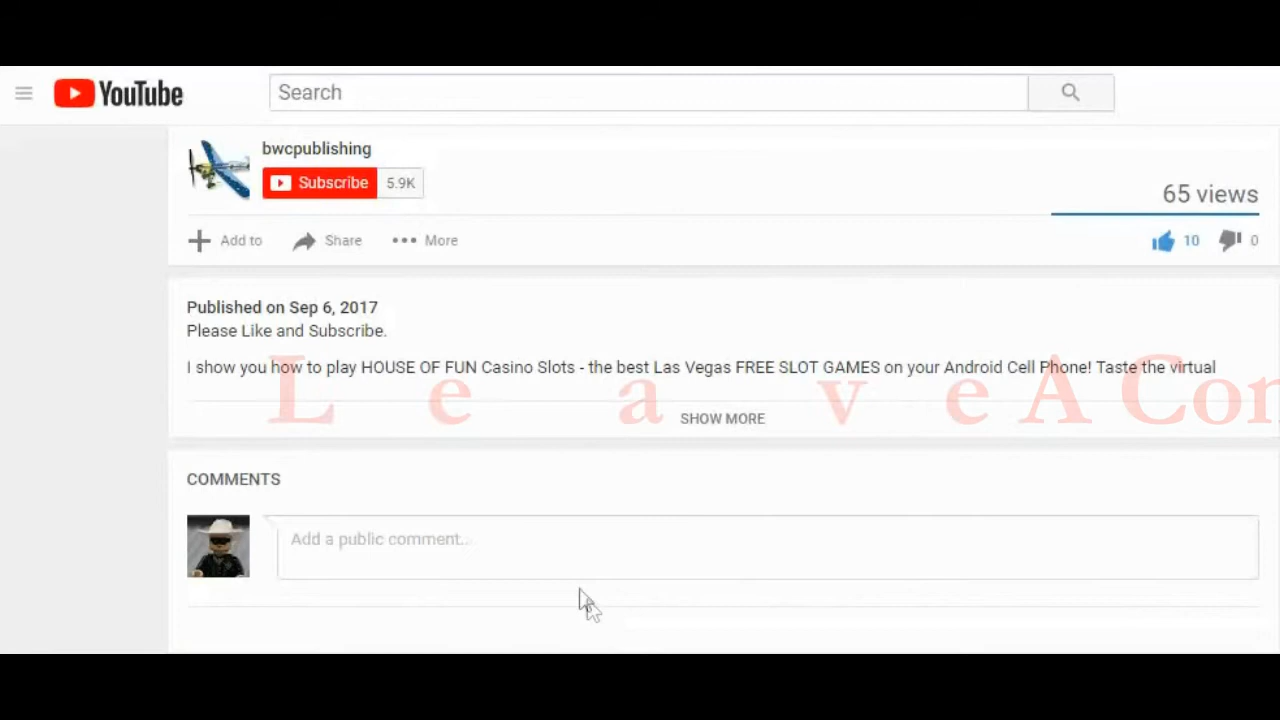 YouTube
Search
bwcpublishing
Subscribe 5.9K
65 views
Add to Share More 10 0
Published on Sep 6, 2017
Please Like and Subscribe.
I show you how to play HOUSE OF FUN Casino Slots - the best Las Vegas FREE SLOT GAMES on your Android Cell Phone! Taste the virtual
L e a v e A Com
SHOW MORE
COMMENTS
Add a public comment...